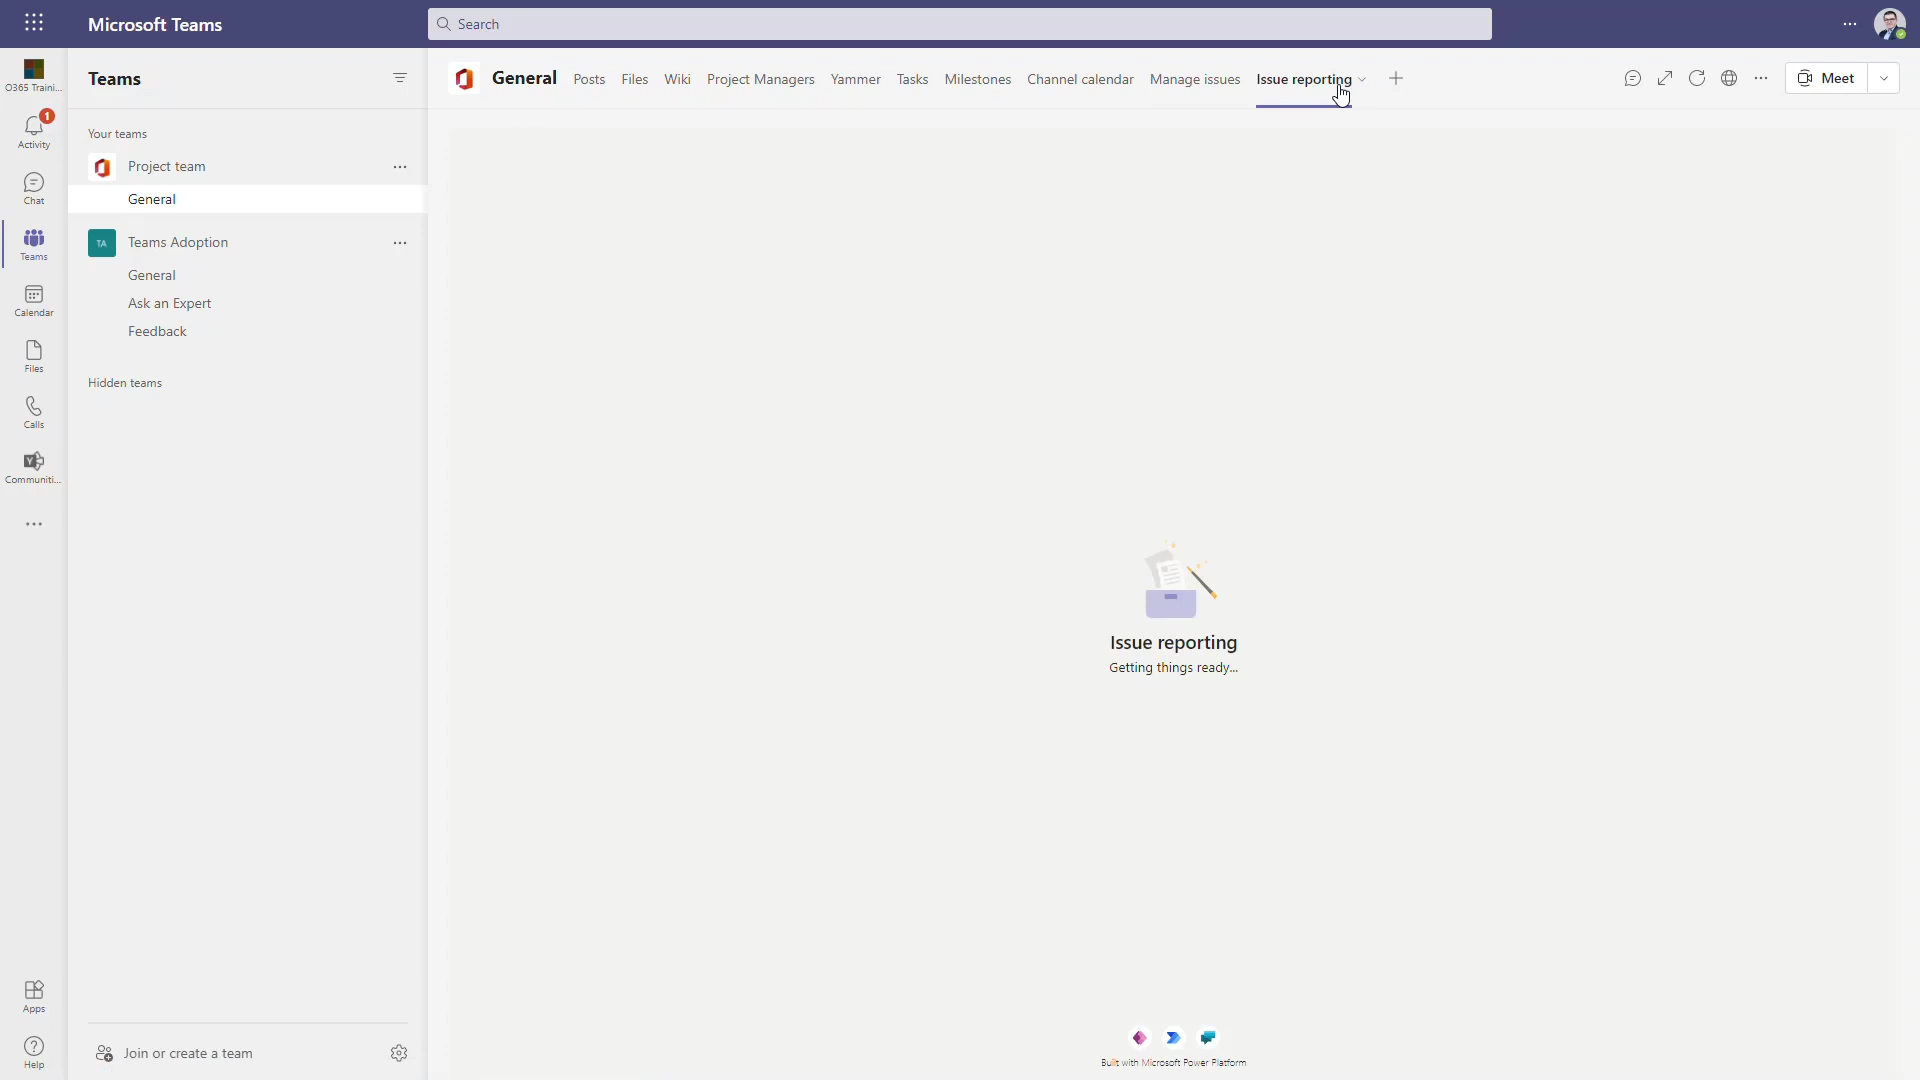 Microsoft Teams
Search
O365 Traini...
1
Activity
Chat
Teams
Calendar
Files
Calls
Communiti...
Apps
Help
Teams
Your teams
Project team
General
TA
Teams Adoption
General
Ask an Expert
Feedback
Hidden teams
Join or create a team
General
Posts
Files
Wiki
Project Managers
Yammer
Tasks
Milestones
Channel calendar
Manage issues
Issue reporting
Meet
Issue reporting
Getting things ready...
Built with Microsoft Power Platform